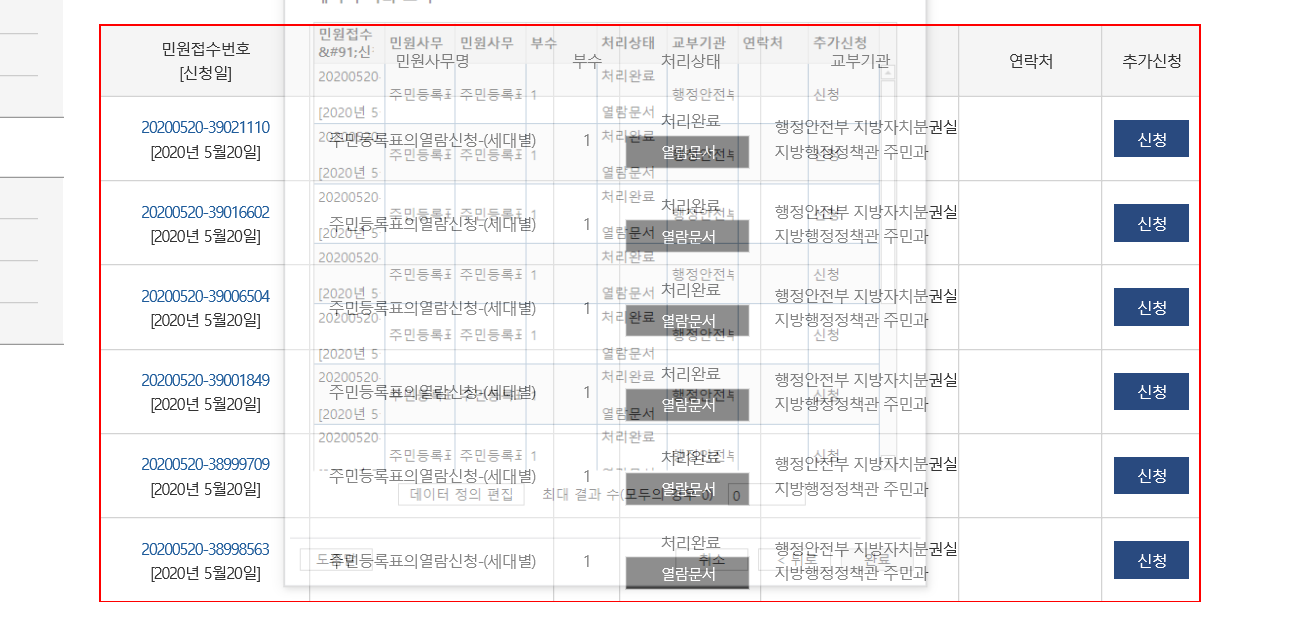 민원접수번호
[신청일]
민원사무명
부수
처리상태
교부기관
연락처
추가신청
민원접수
&#91;신
민원사무
민원사무
부수
처리상태
교부기관
연락처
추가신청
20200520-39021110
[2020년 5월20일]
주민등록표의열람신청-(세대별)
1
처리완료
열람문서
행정안전부 지방자치분권실
지방행정정책관 주민과
신청
20200520-39016602
[2020년 5월20일]
주민등록표의열람신청-(세대별)
1
처리완료
열람문서
행정안전부 지방자치분권실
지방행정정책관 주민과
신청
20200520-39006504
[2020년 5월20일]
주민등록표의열람신청-(세대별)
1
처리완료
열람문서
행정안전부 지방자치분권실
지방행정정책관 주민과
신청
20200520-39001849
[2020년 5월20일]
주민등록표의열람신청-(세대별)
1
처리완료
열람문서
행정안전부 지방자치분권실
지방행정정책관 주민과
신청
20200520-38999709
[2020년 5월20일]
주민등록표의열람신청-(세대별)
1
처리완료
열람문서
행정안전부 지방자치분권실
지방행정정책관 주민과
신청
데이터 정의 편집
최대 결과 수(모두의 경우 0)
0
20200520-38998563
[2020년 5월20일]
주민등록표의열람신청-(세대별)
1
처리완료
열람문서
행정안전부 지방자치분권실
지방행정정책관 주민과
신청
취소
< 뒤로
완료